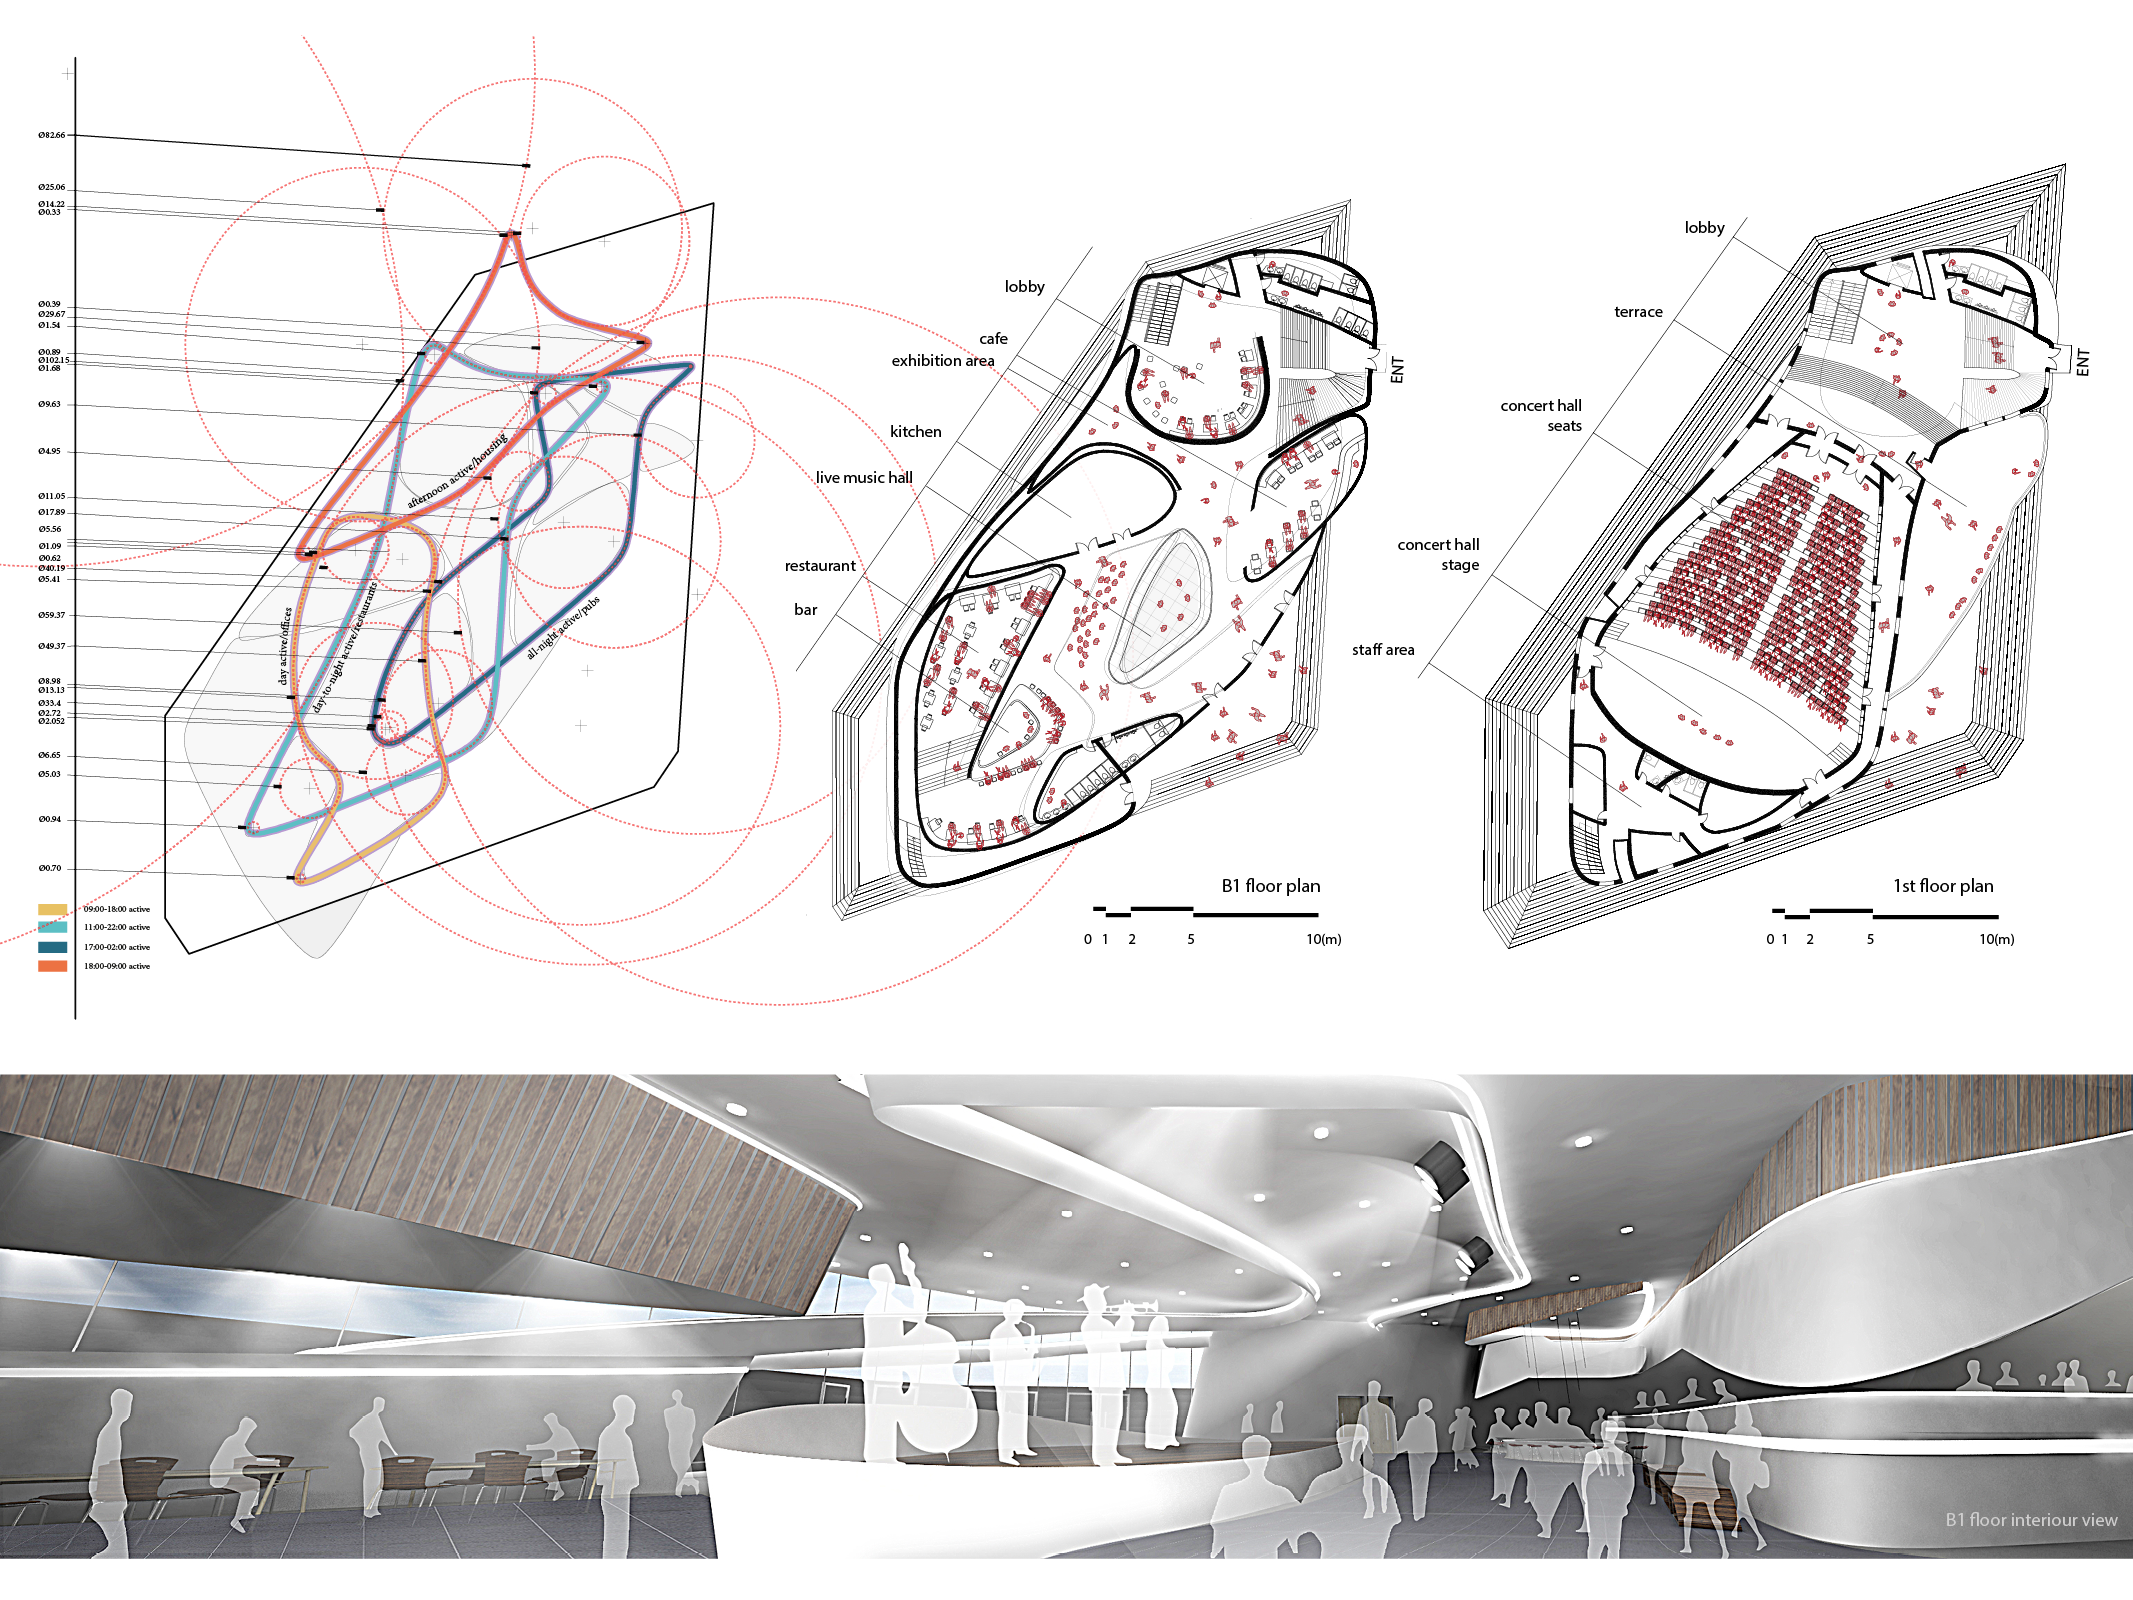 Ø82.66
Ø25.06
Ø14.22
Ø0.33
Ø0.39
Ø29.67
Ø1.54
Ø0.89
Ø102.15
Ø1.68
Ø9.63
Ø4.95
Ø11.05
Ø17.89
Ø5.56
Ø1.09
Ø0.62
Ø40.19
Ø5.41
Ø59.37
Ø49.37
Ø8.98
Ø13.13
Ø33.4
Ø2.72
Ø2.052
Ø6.65
Ø5.03
Ø0.94
Ø0.70
afternoon active/housing
day active/offices
day-to-night active/restaurants
all-night active/pubs
09:00-18:00 active
11:00-22:00 active
17:00-02:00 active
18:00-09:00 active
lobby
cafe
exhibition area
kitchen
live music hall
restaurant
bar
ENT
B1 floor plan
0 1 2 5 10(m)
lobby
terrace
concert hall
seats
concert hall
stage
staff area
ENT
1st floor plan
0 1 2 5 10(m)
B1 floor interiour view